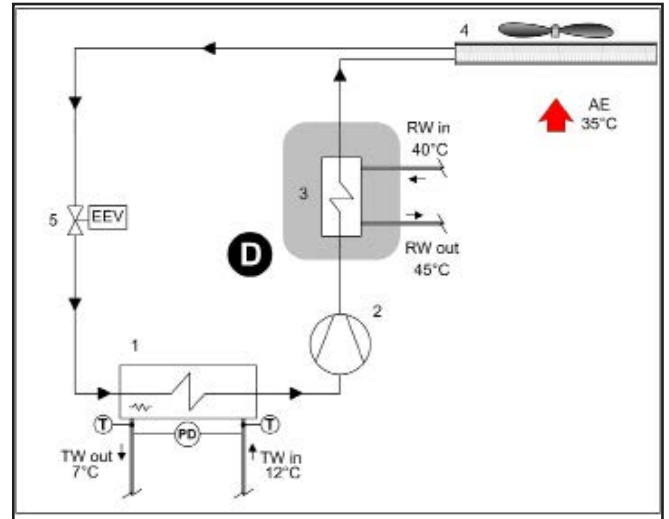 4
AE
35°C
RW in
40°C
3
5
EEV
D
RW out
45°C
2
1
T
PD
T
TW out
7°C
TW in
12°C